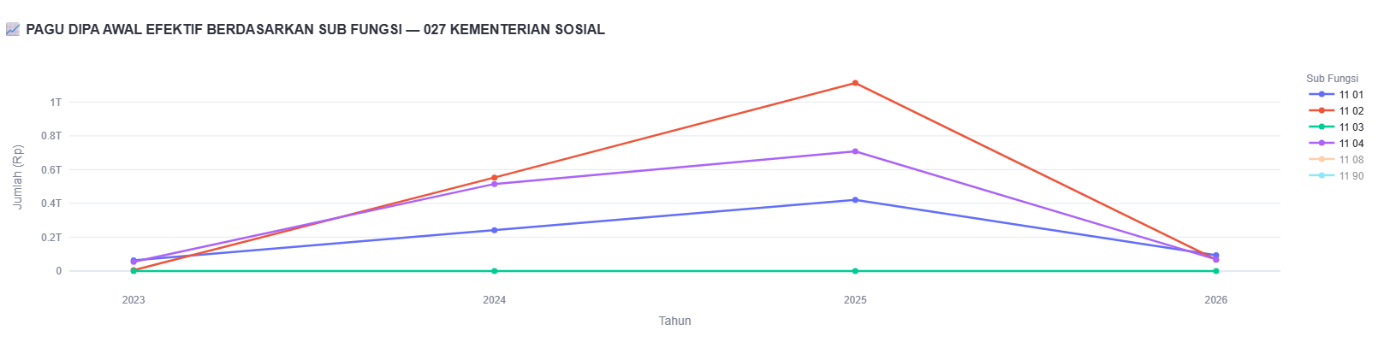 PAGU DIPA AWAL EFEKTIF BERDASARKAN SUB FUNGSI — 027 KEMENTERIAN SOSIAL
Sub Fungsi
11 01
11 02
11 03
11 04
11 08
11 90
Jumlah (Rp)
1T
0.8T
0.6T
0.4T
0.2T
0
2023
2024
2025
2026
Tahun